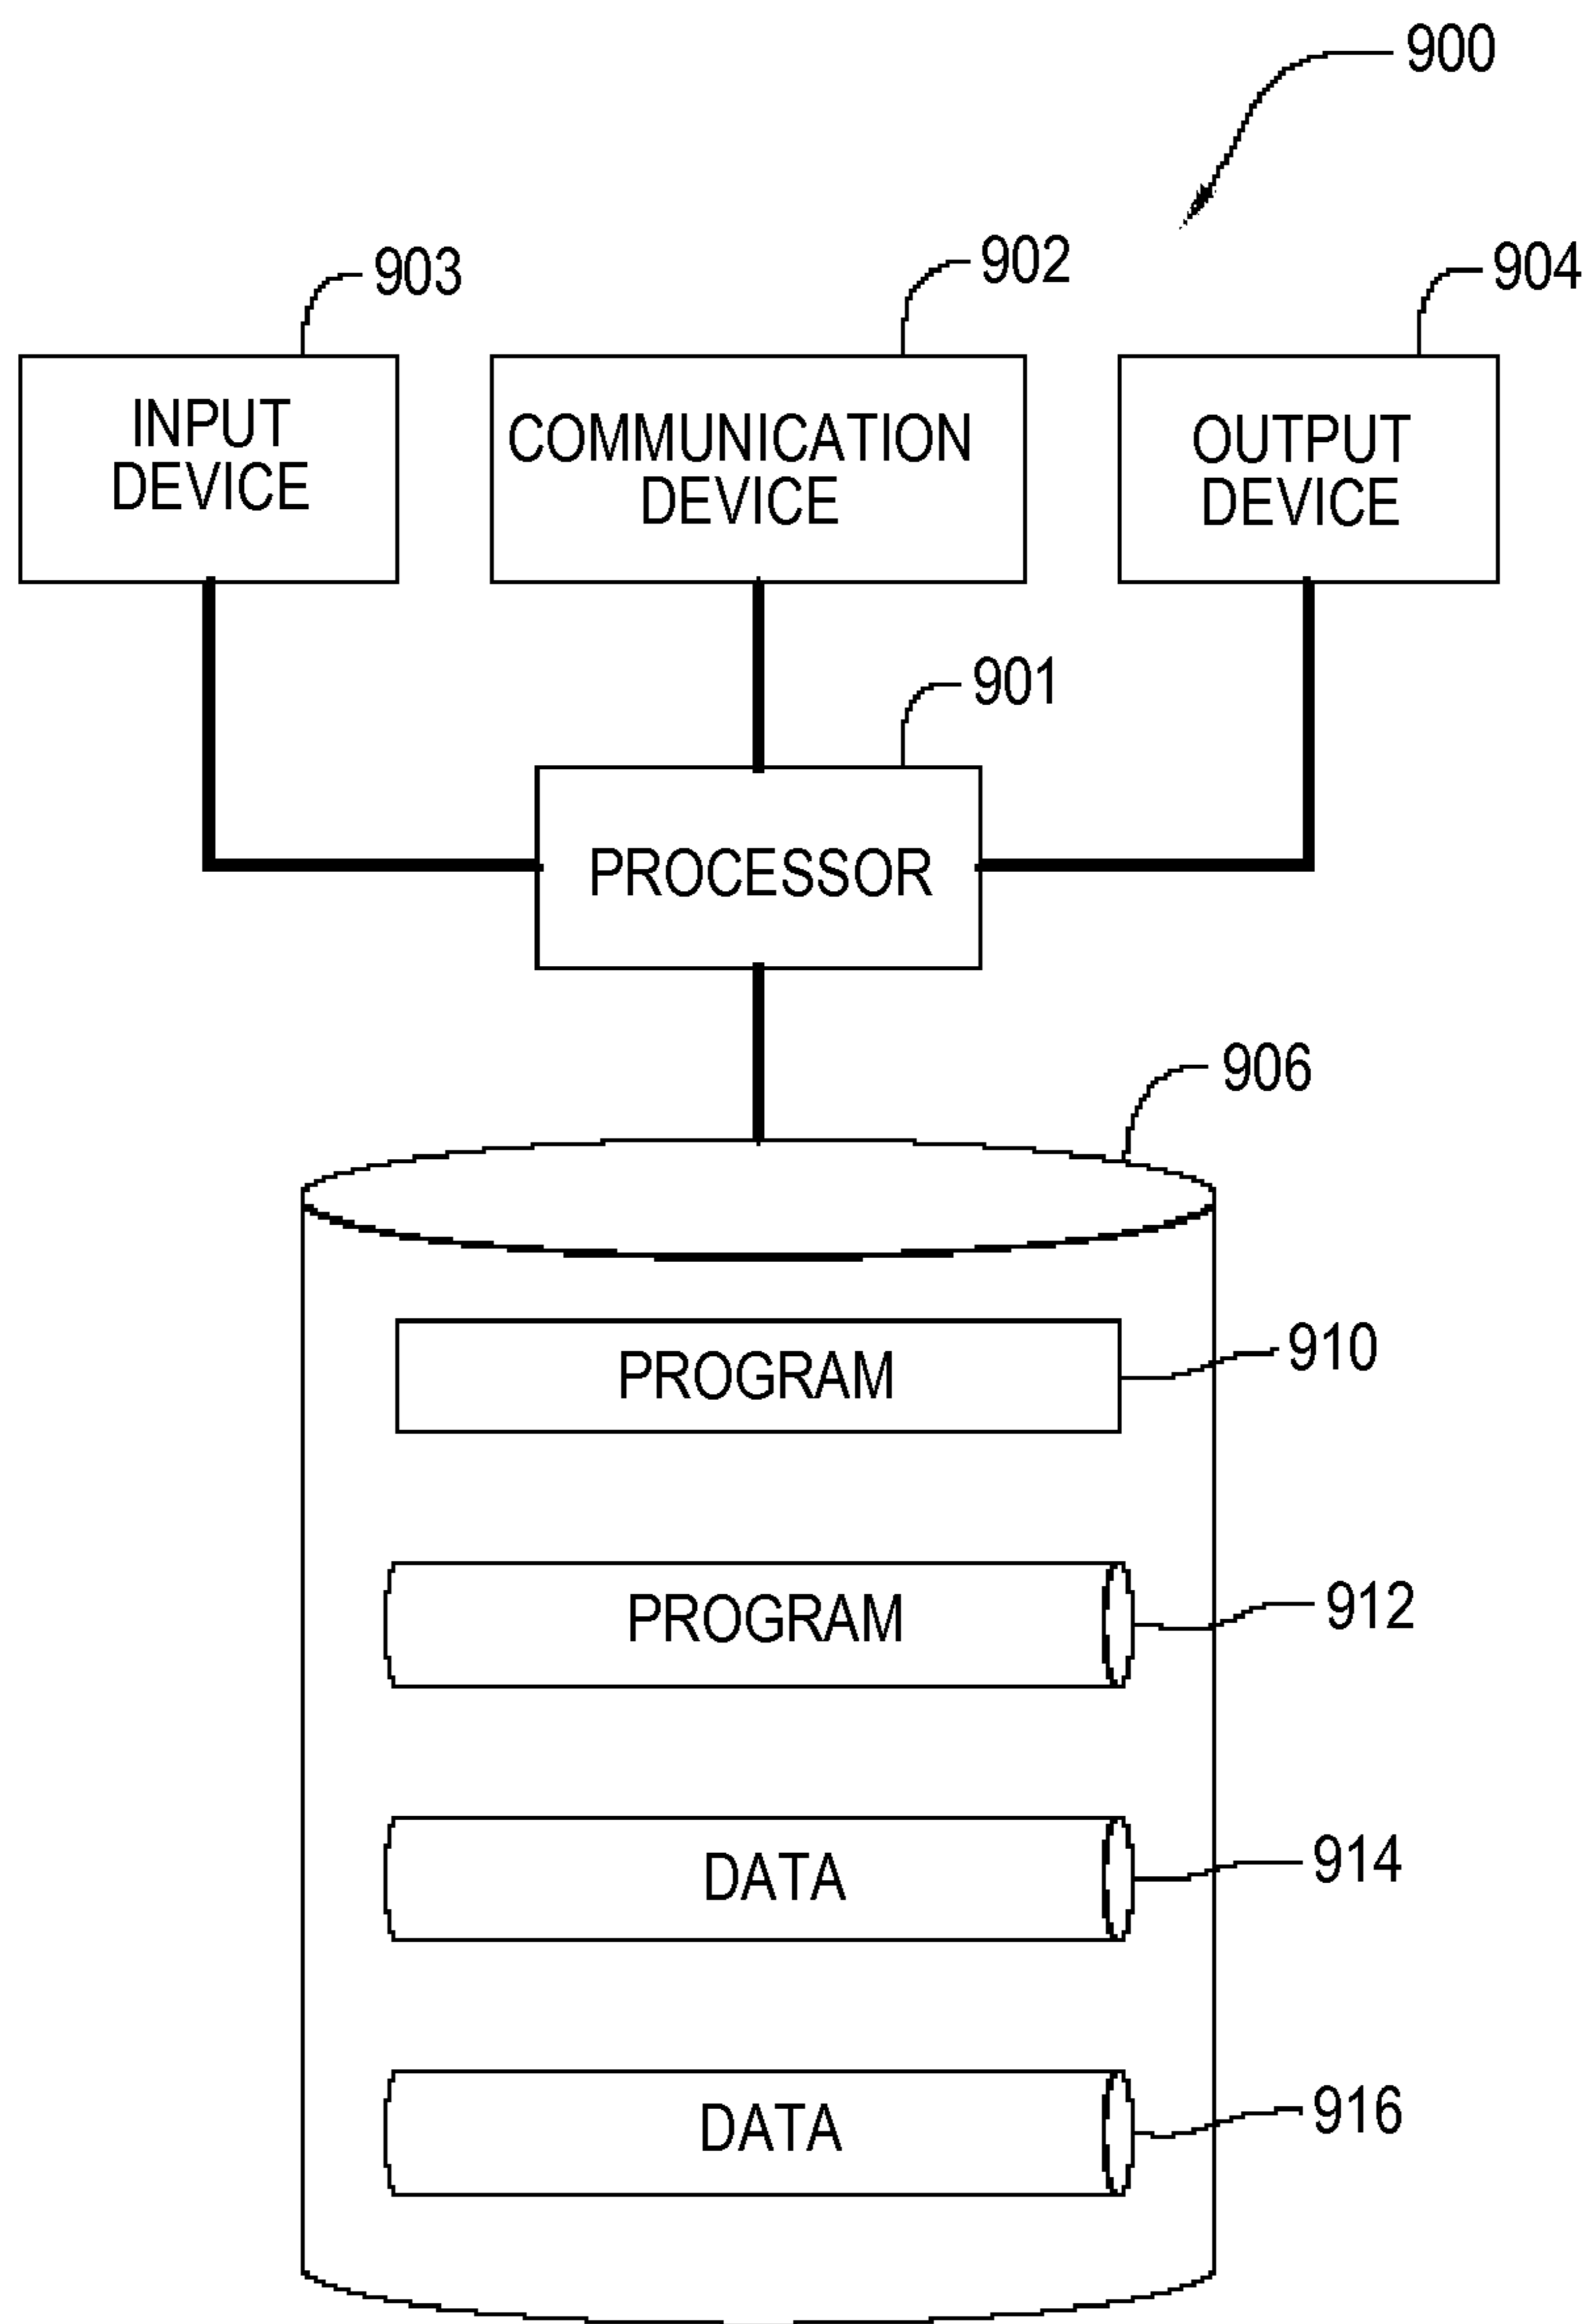 900
903
902
904
INPUT
DEVICE
COMMUNICATION
DEVICE
OUTPUT
DEVICE
901
PROCESSOR
906
PROGRAM
910
PROGRAM
912
DATA
914
DATA
916